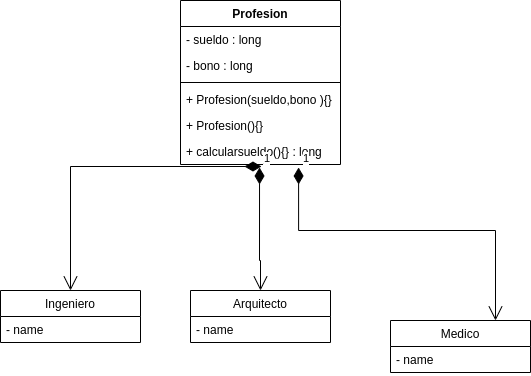 Profesion
- sueldo : long
- bono : long
+ Profesion(sueldo,bono ){}
+ Profesion(){}
+ calcularsueldo(){} : long
1
1
Ingeniero
- name
Arquitecto
- name
Medico
- name